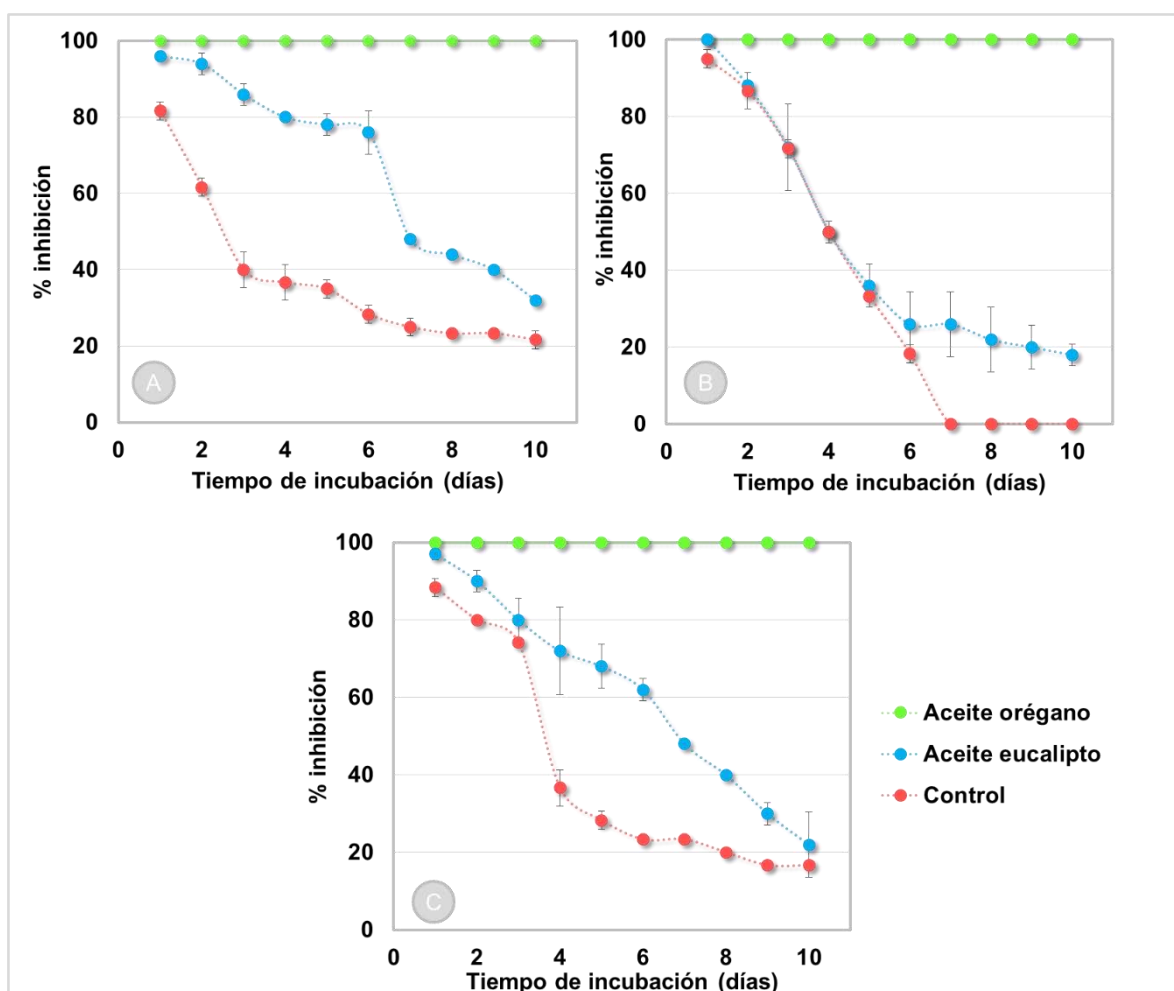 100
80
60
40
20
0
% inhibición
A
0 2 4 6 8 10
Tiempo de incubación (días)
100
80
60
40
20
0
% inhibición
B
0 2 4 6 8 10
Tiempo de incubación (días)
100
80
60
40
20
0
% inhibición
C
0 2 4 6 8 10
Tiempo de incubación (días)
Aceite orégano
Aceite eucalipto
Control